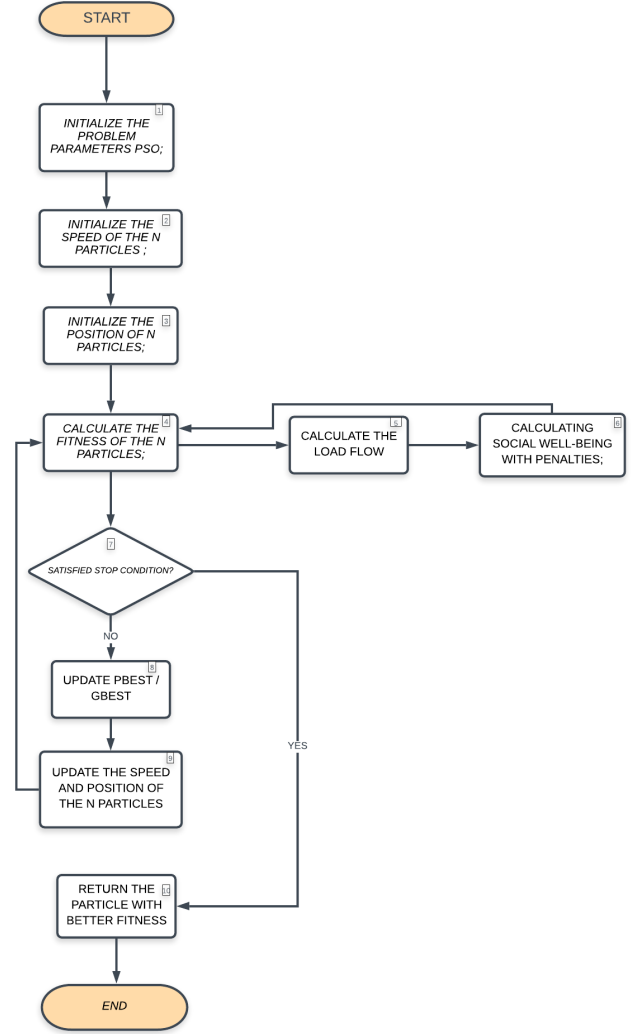 START
1
INITIALIZE THE
PROBLEM
PARAMETERS PSO;
2
INITIALIZE THE
SPEED OF THE N
PARTICLES ;
3
INITIALIZE THE
POSITION OF N
PARTICLES;
4
CALCULATE THE
FITNESS OF THE N
PARTICLES;
5
CALCULATE THE
LOAD FLOW
6
CALCULATING
SOCIAL WELL-BEING
WITH PENALTIES;
7
SATISFIED STOP CONDITION?
NO
8
UPDATE PBEST /
GBEST
YES
9
UPDATE THE SPEED
AND POSITION OF
THE N PARTICLES
10
RETURN THE
PARTICLE WITH
BETTER FITNESS
END